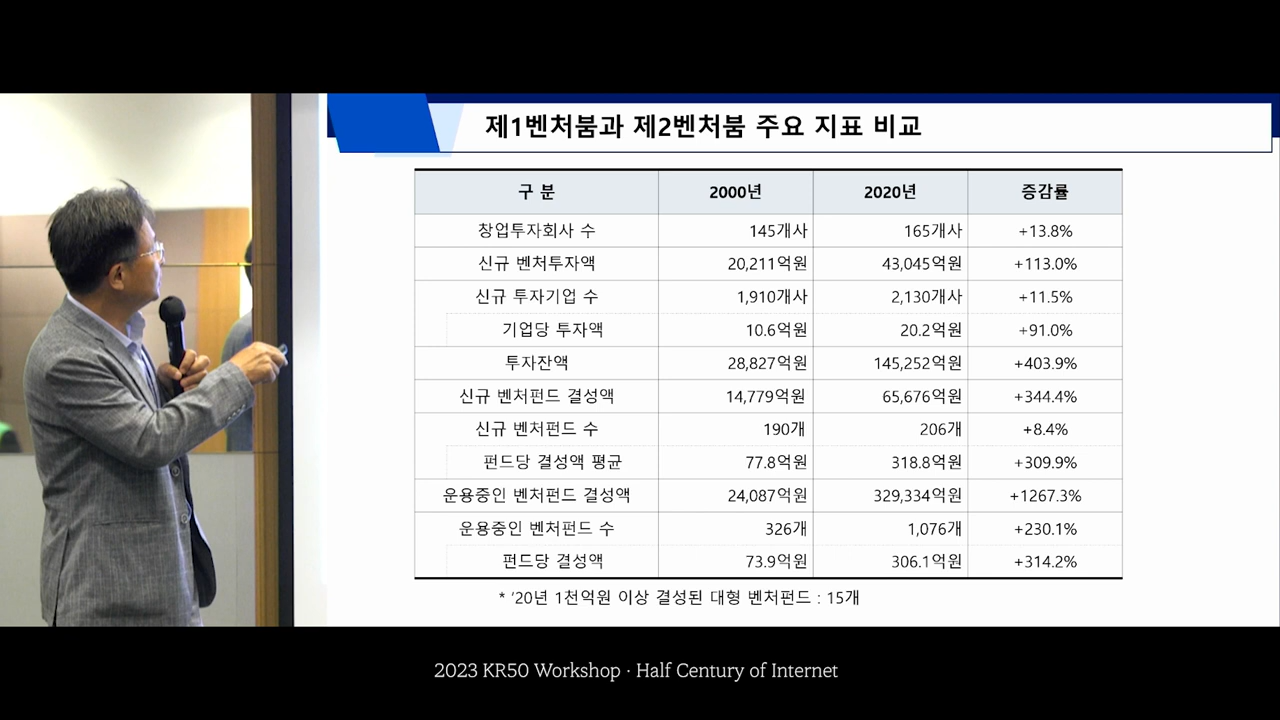 제1벤처붐과 제2벤처붐 주요 지표 비교
구 분 2000년 2020년 증감률
창업투자회사 수 145개사 165개사 +13.8%
신규 벤처투자액 20,211억원 43,045억원 +113.0%
신규 투자기업 수 1,910개사 2,130개사 +11.5%
기업당 투자액 10.6억원 20.2억원 +91.0%
투자잔액 28,827억원 145,252억원 +403.9%
신규 벤처펀드 결성액 14,779억원 65,676억원 +344.4%
신규 벤처펀드 수 190개 206개 +8.4%
펀드당 결성액 평균 77.8억원 318.8억원 +309.9%
운용중인 벤처펀드 결성액 24,087억원 329,334억원 +1267.3%
운용중인 벤처펀드 수 326개 1,076개 +230.1%
펀드당 결성액 73.9억원 306.1억원 +314.2%
* '20년 1천억원 이상 결성된 대형 벤처펀드 : 15개
2023 KR50 Workshop · Half Century of Internet